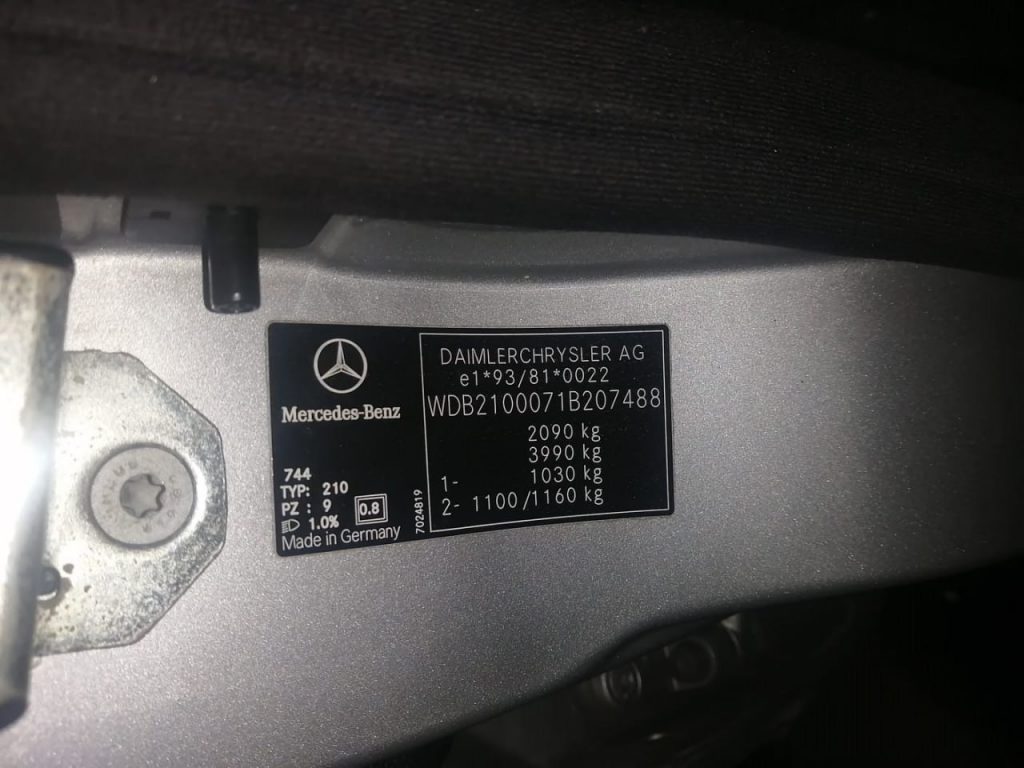 Mercedes-Benz
744
TYP: 210
PZ : 9
1.0%
0.8
Made in Germany
7024819
DAIMLERCHRYSLER AG
e1*93/81*0022
WDB2100071B207488
2090 kg
3990 kg
1- 1030 kg
2- 1100/1160 kg